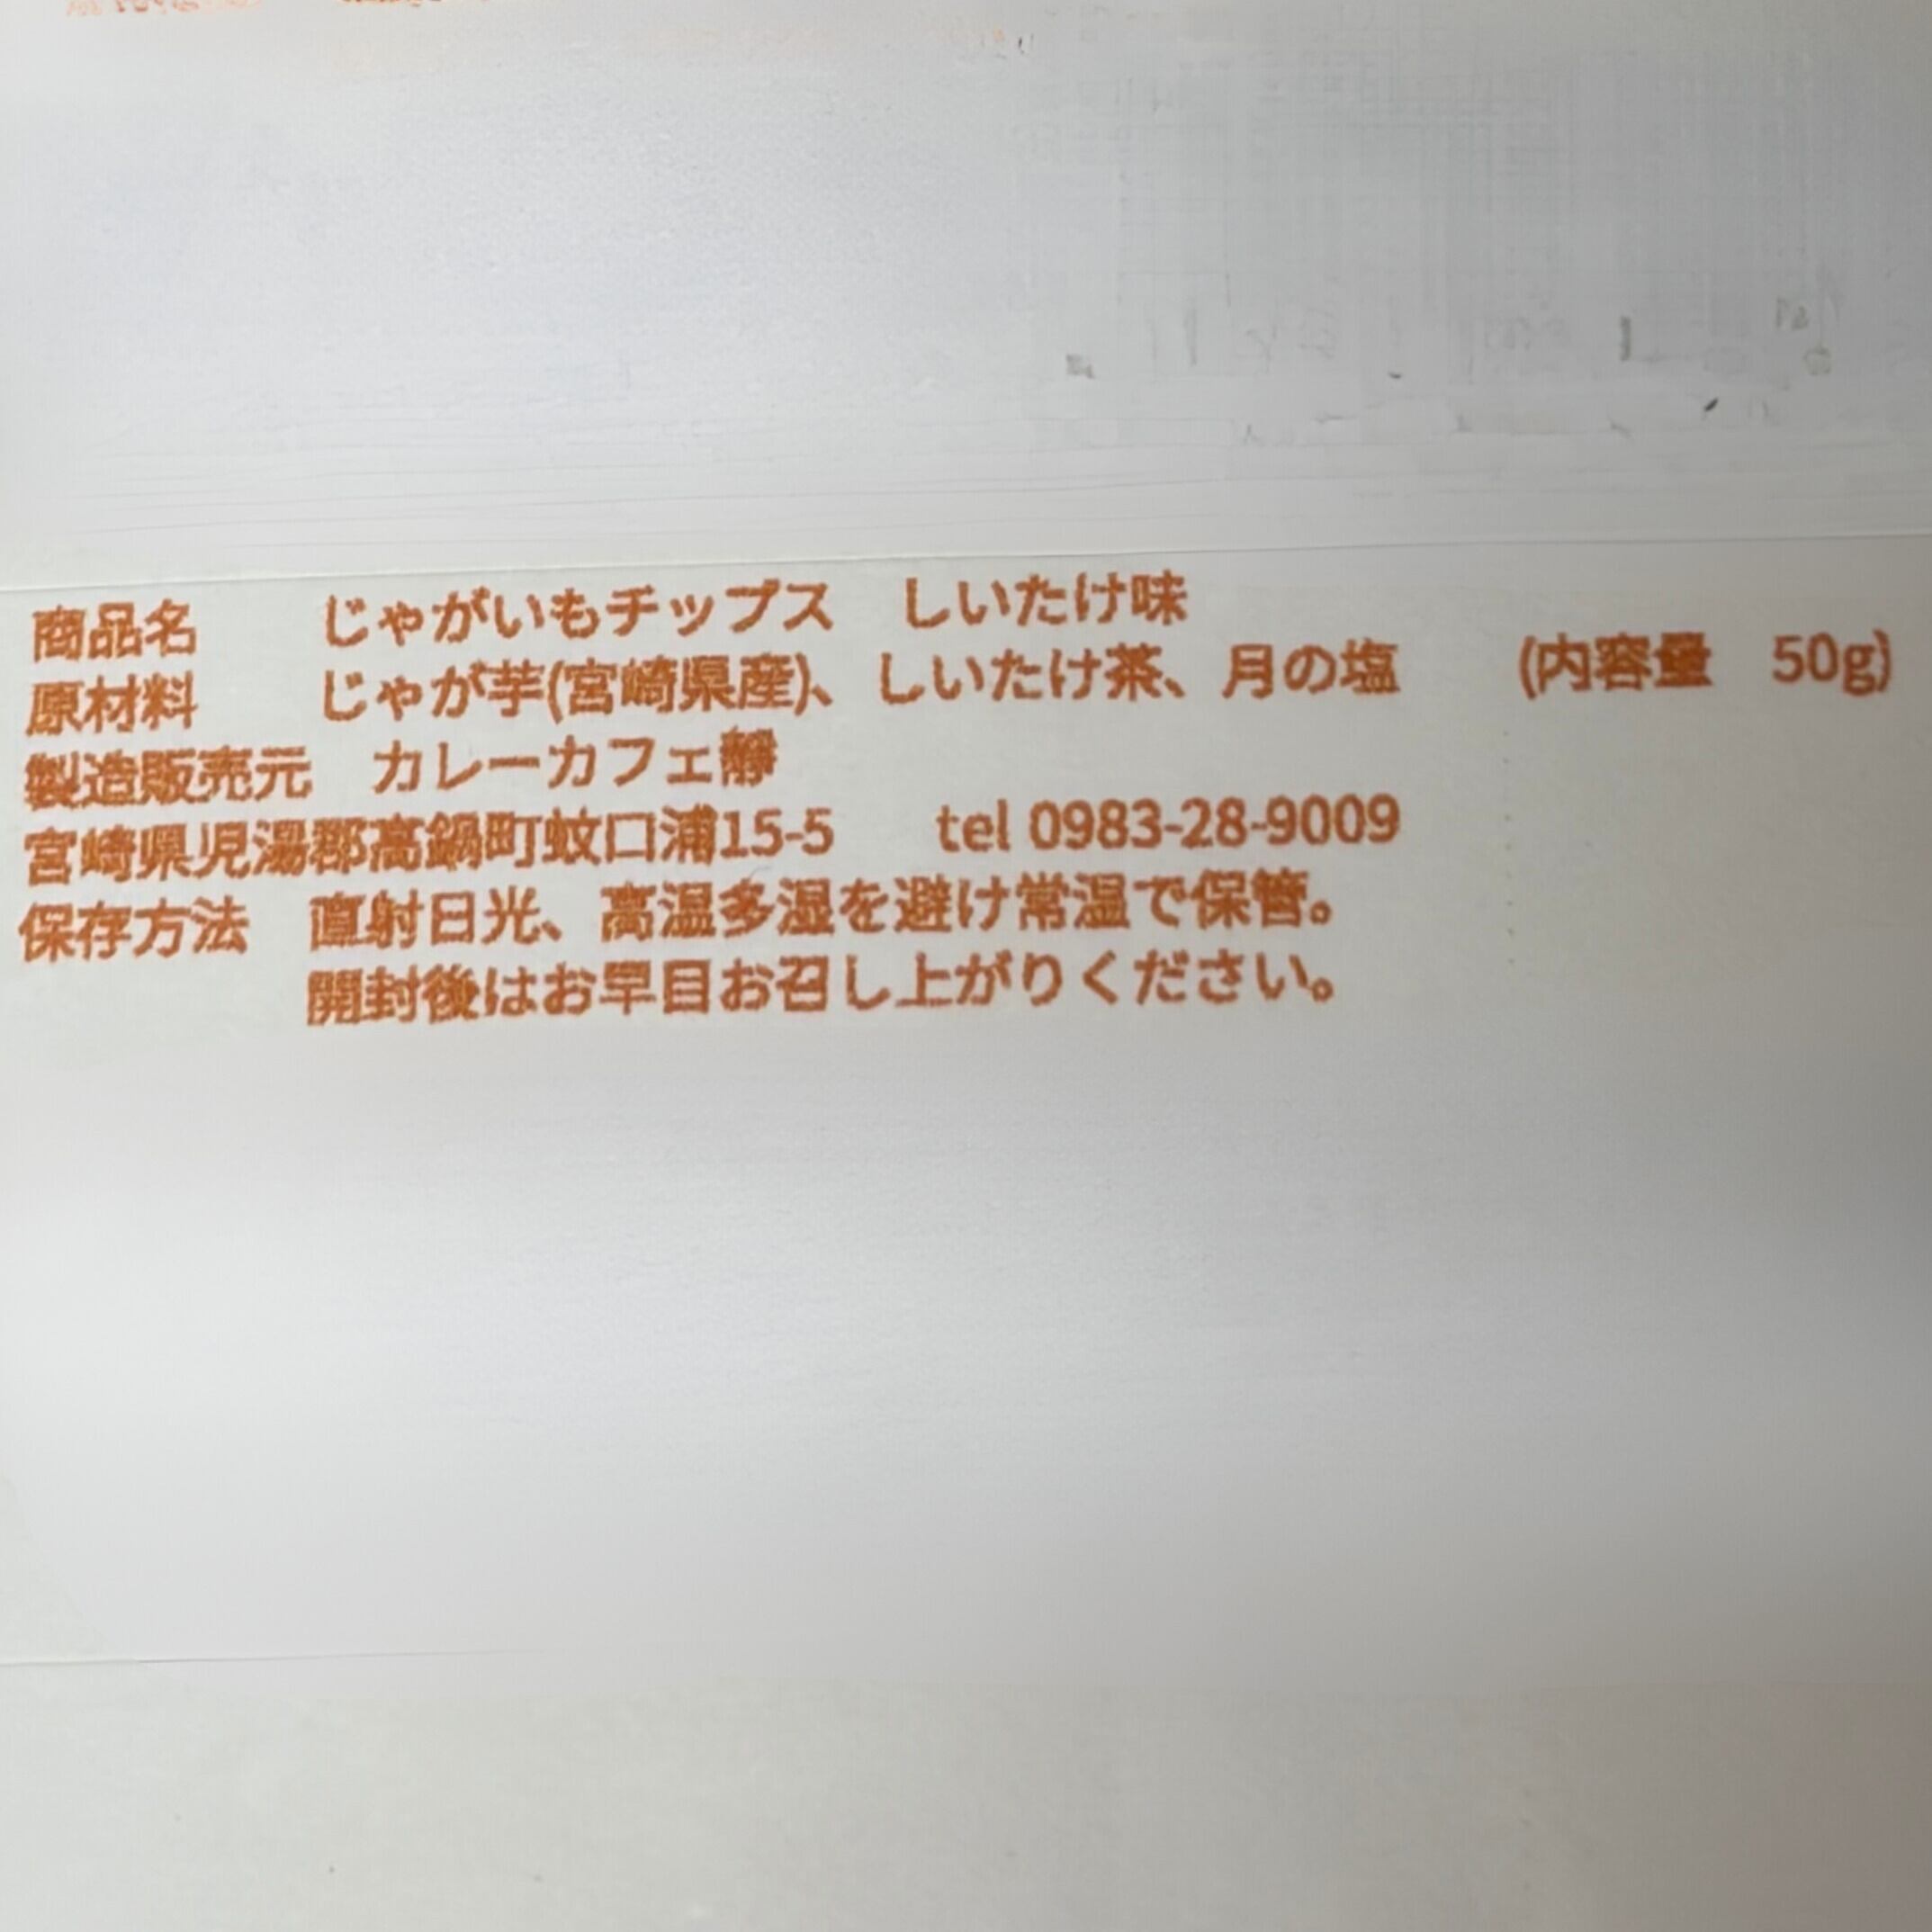 商品名　　じゃがいもチップス　しいたけ味
原材料　　じゃが芋(宮崎県産)、しいたけ茶、月の塩　　(内容量　50g)
製造販売元　カレーカフェ靜
宮崎県児湯郡高鍋町蚊口浦15-5　　tel 0983-28-9009
保存方法　直射日光、高温多湿を避け常温で保管。
開封後はお早目お召し上がりください。